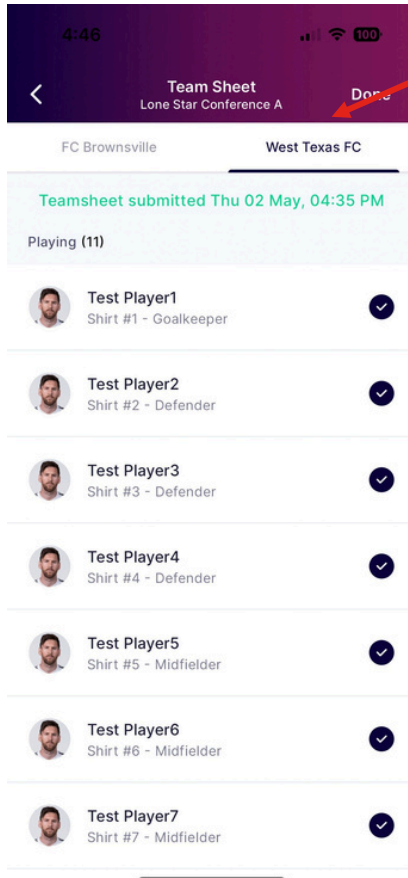 4:46
100
Team Sheet
Lone Star Conference A
Done
FC Brownsville
West Texas FC
Teamsheet submitted Thu 02 May, 04:35 PM
Playing (11)
Test Player1
Shirt #1 - Goalkeeper
Test Player2
Shirt #2 - Defender
Test Player3
Shirt #3 - Defender
Test Player4
Shirt #4 - Defender
Test Player5
Shirt #5 - Midfielder
Test Player6
Shirt #6 - Midfielder
Test Player7
Shirt #7 - Midfielder